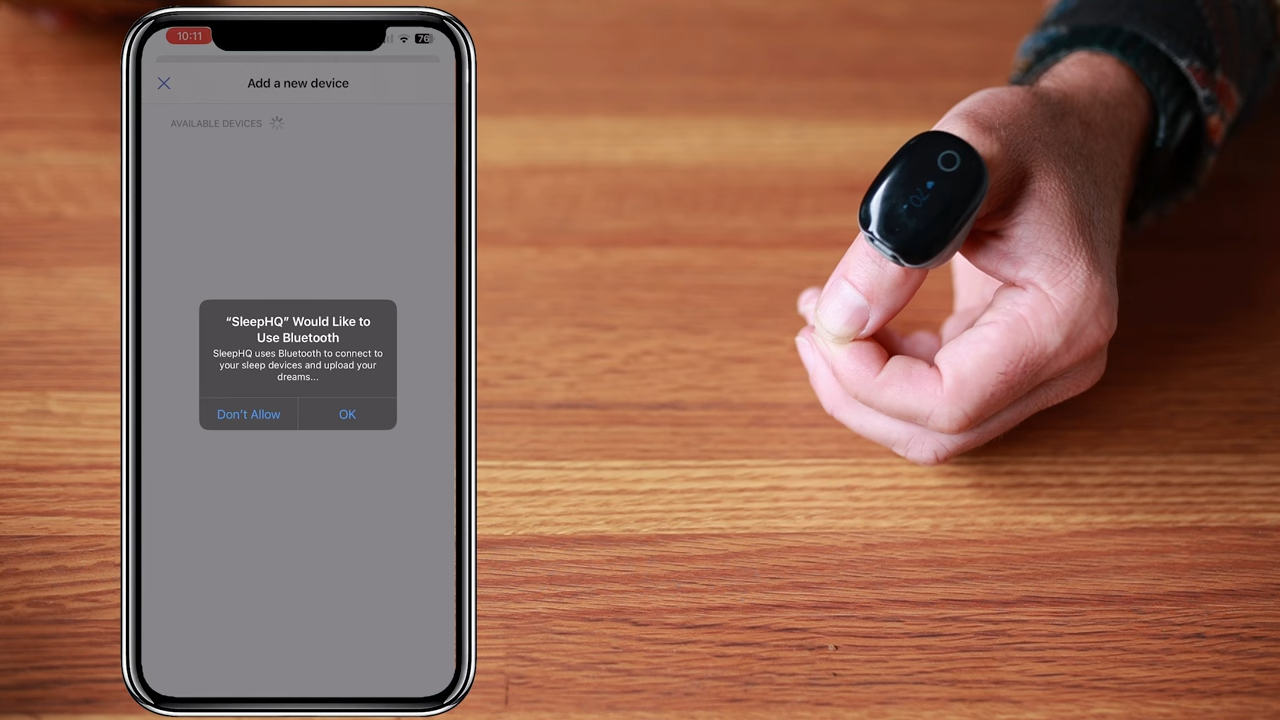 10:11
76
Add a new device
AVAILABLE DEVICES
“SleepHQ” Would Like to
Use Bluetooth
SleepHQ uses Bluetooth to connect to
your sleep devices and upload your
dreams...
Don’t Allow
OK